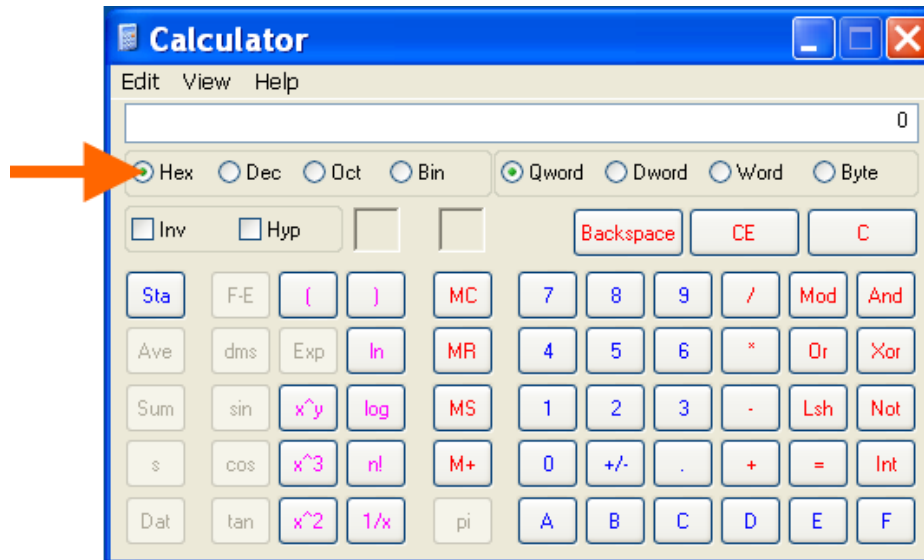 Calculator
Edit View Help
0
Hex Dec Oct Bin Qword Dword Word Byte
Inv Hyp Backspace CE C
Sta F-E ( ) MC 7 8 9 / Mod And
Ave dms Exp ln MR 4 5 6 * Or Xor
Sum sin x^y log MS 1 2 3 - Lsh Not
s cos x^3 n! M+ 0 +/- . + = Int
Dat tan x^2 1/x pi A B C D E F